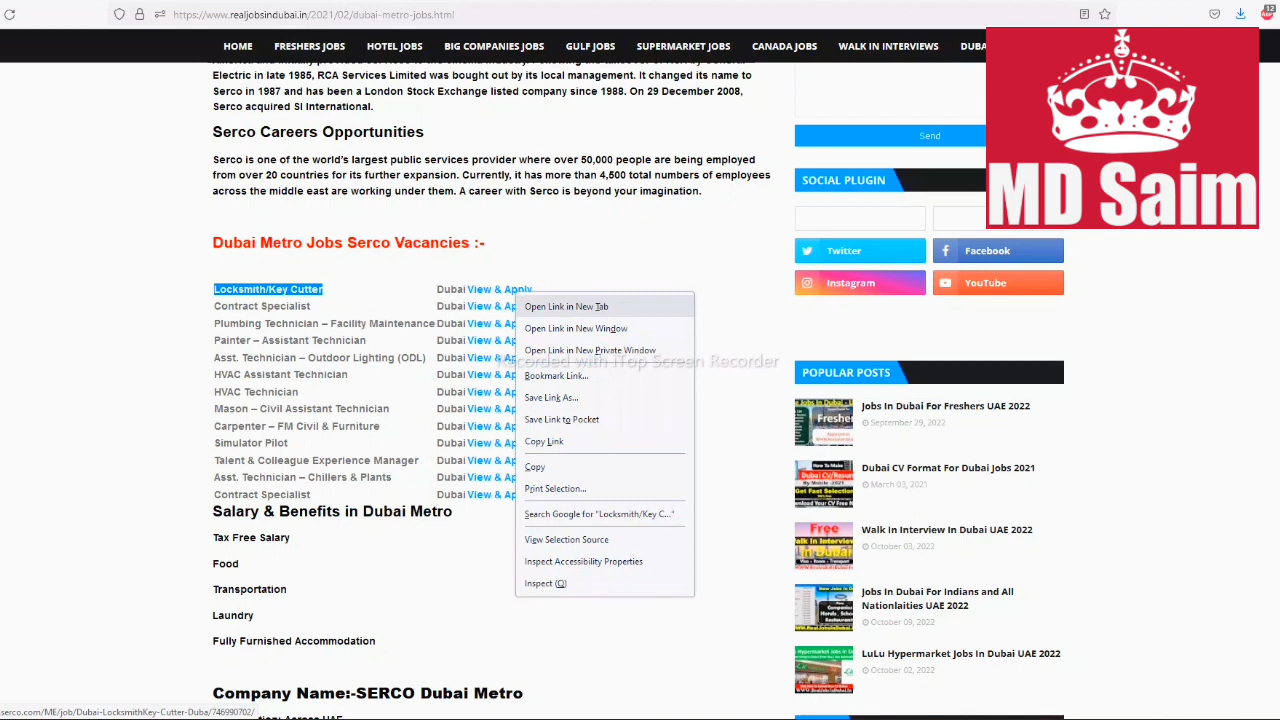 https://www.yonlinejobs.in/2021/02/dubai-metro-jobs.html
12
HOME FRESHERS JOBS HOTEL JOBS BIG COMPANIES JOBS GULF JOBS SUPERMARKET JOBS CANADA JOBS WALK IN INTERVIEWS DUBA
Electric in late 1985, RCA Services Limited was bought out by its local management. It changed its name to
Serco in 1987 and has been a London Stock Exchange listed company since 1988. On 29 December 2008,
Serco acquired SI International.
Serco Careers Opportunities
Serco is one of the world's largest public services provider where over 50,000 people are being employed
from over 20 countries for its further expansion. Currently, it has more than 4,500 total numbers of employees
across the middle east are working under them. A career with Serco is beyond your imagination.
Dubai Metro Jobs Serco Vacancies :-
Locksmith/Key Cutter Dubai View & Apply
Contract Specialist Dubai View & Ap
Plumbing Technician – Facility Maintenance Dubai View & Ap
Painter – Assistant Technician Dubai View & Ap
Asst. Technician – Outdoor Lighting (ODL) Dubai View & Ap
HVAC Assistant Technician Dubai View & Ap
HVAC Technician Dubai View & Ap
Mason – Civil Assistant Technician Dubai View & Ap
Carpenter – FM Civil & Furniture Dubai View & Ap
Simulator Pilot Dubai View & Ap
Talent & Colleague Experience Manager Dubai View & Ap
Asst. Technician – Chillers & Plants Dubai View & Ap
Contract Specialist Dubai View & Ap
Salary & Benefits in Dubai Metro
Tax Free Salary
Food
Transportation
Laundry
Fully Furnished Accommodation
Company Name:-SERCO Dubai Metro
tion: Across UAE
serco.com/ME/job/Dubai-LocksmithKey-Cutter-Duba/746990702/
Open Link in New Tab
Open Link in New Window
Open Link in New Private Window
Bookmark Link...
Save Link As...
Save Link to Pocket
Copy Link
Copy
Print Selection...
Search Google for "Locksmith/Key C..."
View Selection Source
Inspect Accessibility Properties
Inspect (Q)
Recorded with iTop Screen Recorder
Send
SOCIAL PLUGIN
Twitter Facebook
Instagram YouTube
POPULAR POSTS
Jobs In Dubai For Freshers UAE 2022
September 29, 2022
Dubai CV Format For Dubai Jobs 2021
March 03, 2021
Walk In Interview In Dubai UAE 2022
October 03, 2022
Jobs In Dubai For Indians and All
Nationlaities UAE 2022
October 09, 2022
LuLu Hypermarket Jobs In Dubai UAE 2022
October 02, 2022
MD Saim